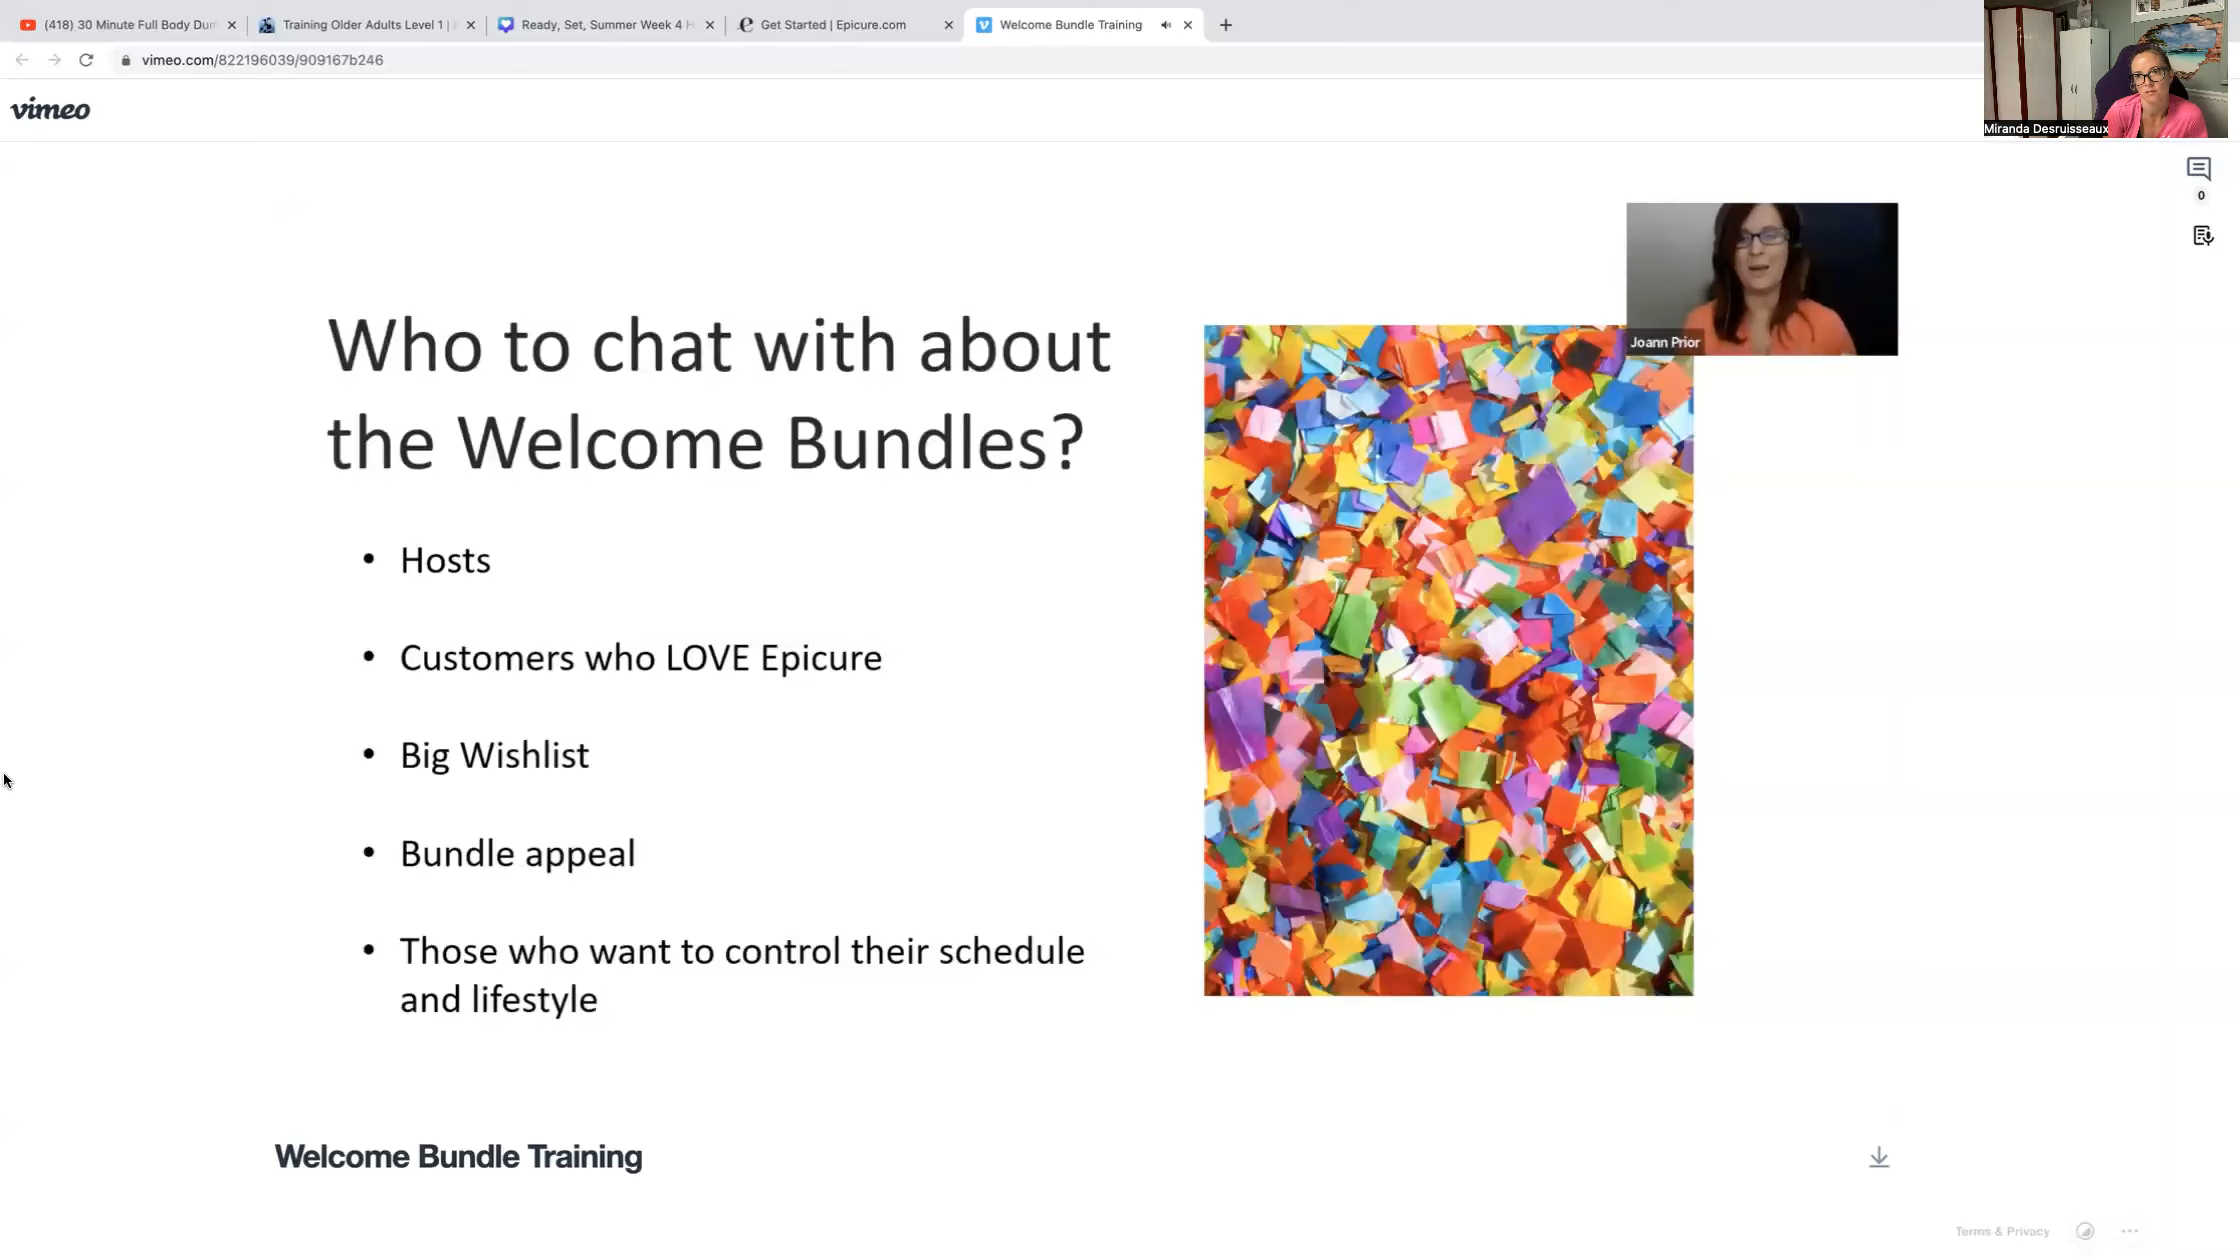 (418) 30 Minute Full Body Dum
Training Older Adults Level 1 |
Ready, Set, Summer Week 4 H
Get Started | Epicure.com
Welcome Bundle Training
vimeo.com/822196039/909167b246
Miranda Desruisseaux
vimeo
0
Joann Prior
Who to chat with about
the Welcome Bundles?
• Hosts
• Customers who LOVE Epicure
• Big Wishlist
• Bundle appeal
• Those who want to control their schedule
and lifestyle
Welcome Bundle Training
Terms & Privacy